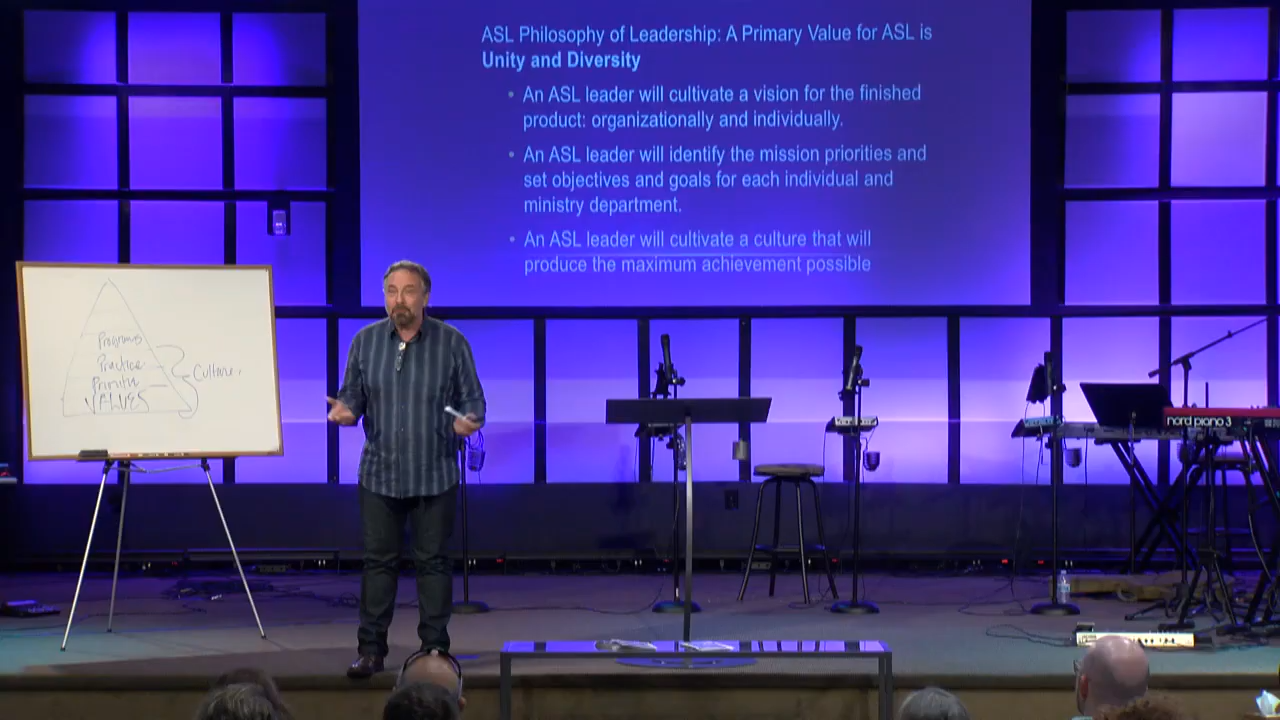 ASL Philosophy of Leadership: A Primary Value for ASL is
Unity and Diversity
• An ASL leader will cultivate a vision for the finished
product: organizationally and individually.
• An ASL leader will identify the mission priorities and
set objectives and goals for each individual and
ministry department.
• An ASL leader will cultivate a culture that will
produce the maximum achievement possible
Programs
Practice
VALUES
Culture
nord piano 3